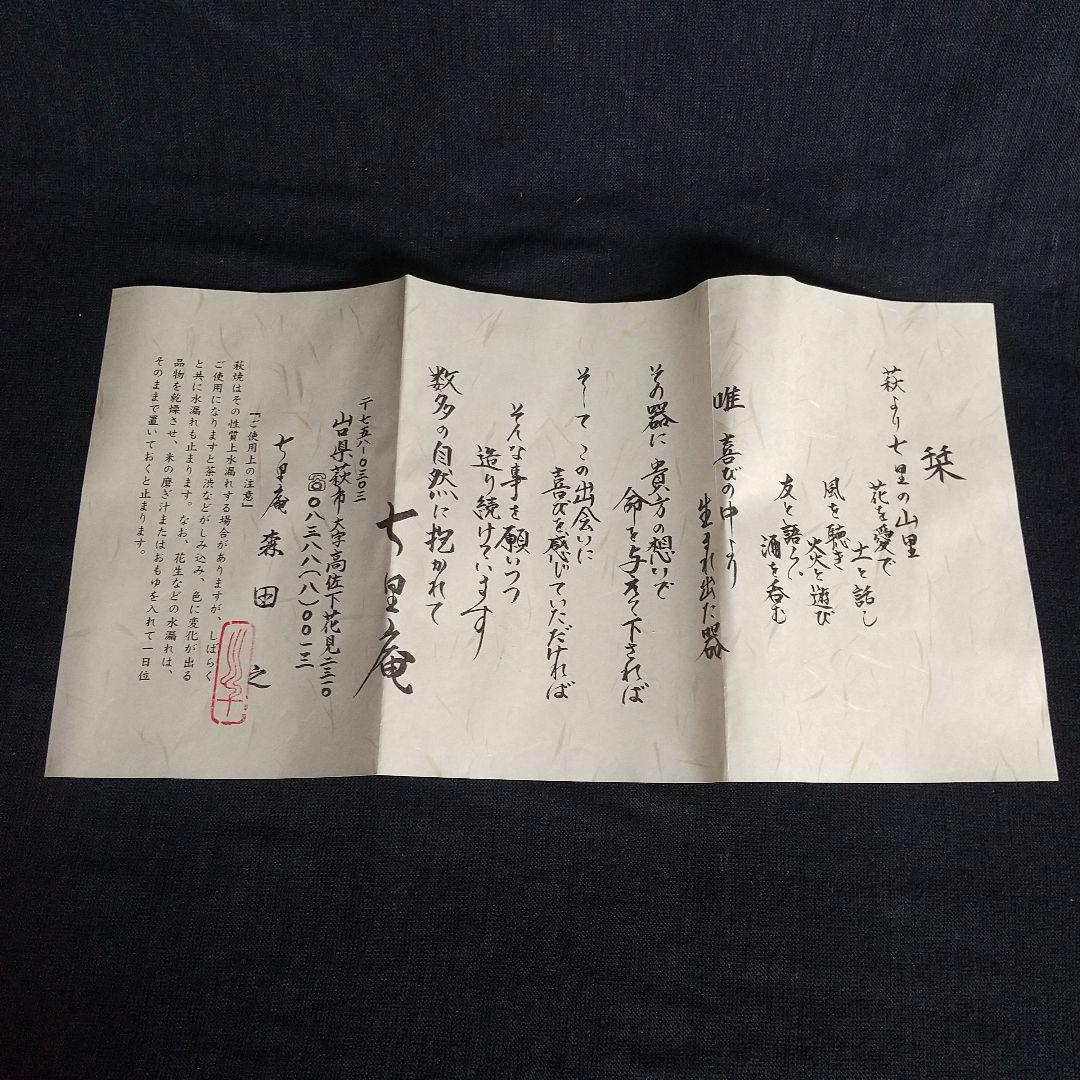 栞
萩より七里の山里
花を愛で
土と話し
風を聴き
炎と遊び
友と語らい
酒を呑む
唯 喜びの中より
生まれ出た器
その器に貴方の想いで
命を与えて下されば
そして この出会いに
喜びを感じていただければ
そんな事を願いつつ
造り続けています
数多の自然に抱かれて
七里庵
〒七五八-〇三〇三
山口県萩市大字高佐下花見二三一〇
☎〇八三八八(八)〇〇一三
七里庵 森田 之
「ご使用上の注意」
萩焼はその性質上水漏れする場合がありますが、しばらく
ご使用になりますと茶渋などがしみ込み、色に変化が出る
と共に水漏れも止まります。なお、花生などの水漏れは、
品物を乾燥させ、米の磨ぎ汁またはおもゆを入れて一日位
そのままで置いておくと止まります。